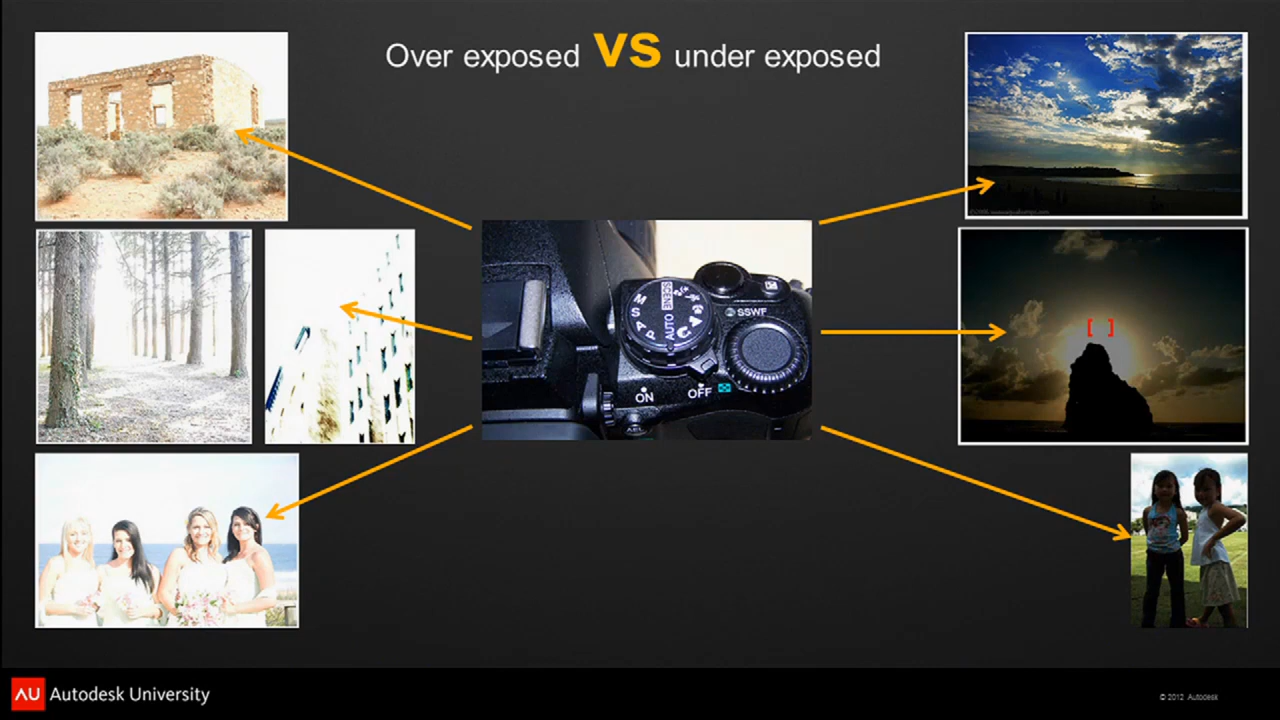 Over exposed VS under exposed
M
S
A
P
AUTO
SCENE
SSWF
ON
OFF
AU Autodesk University
© 2012 Autodesk